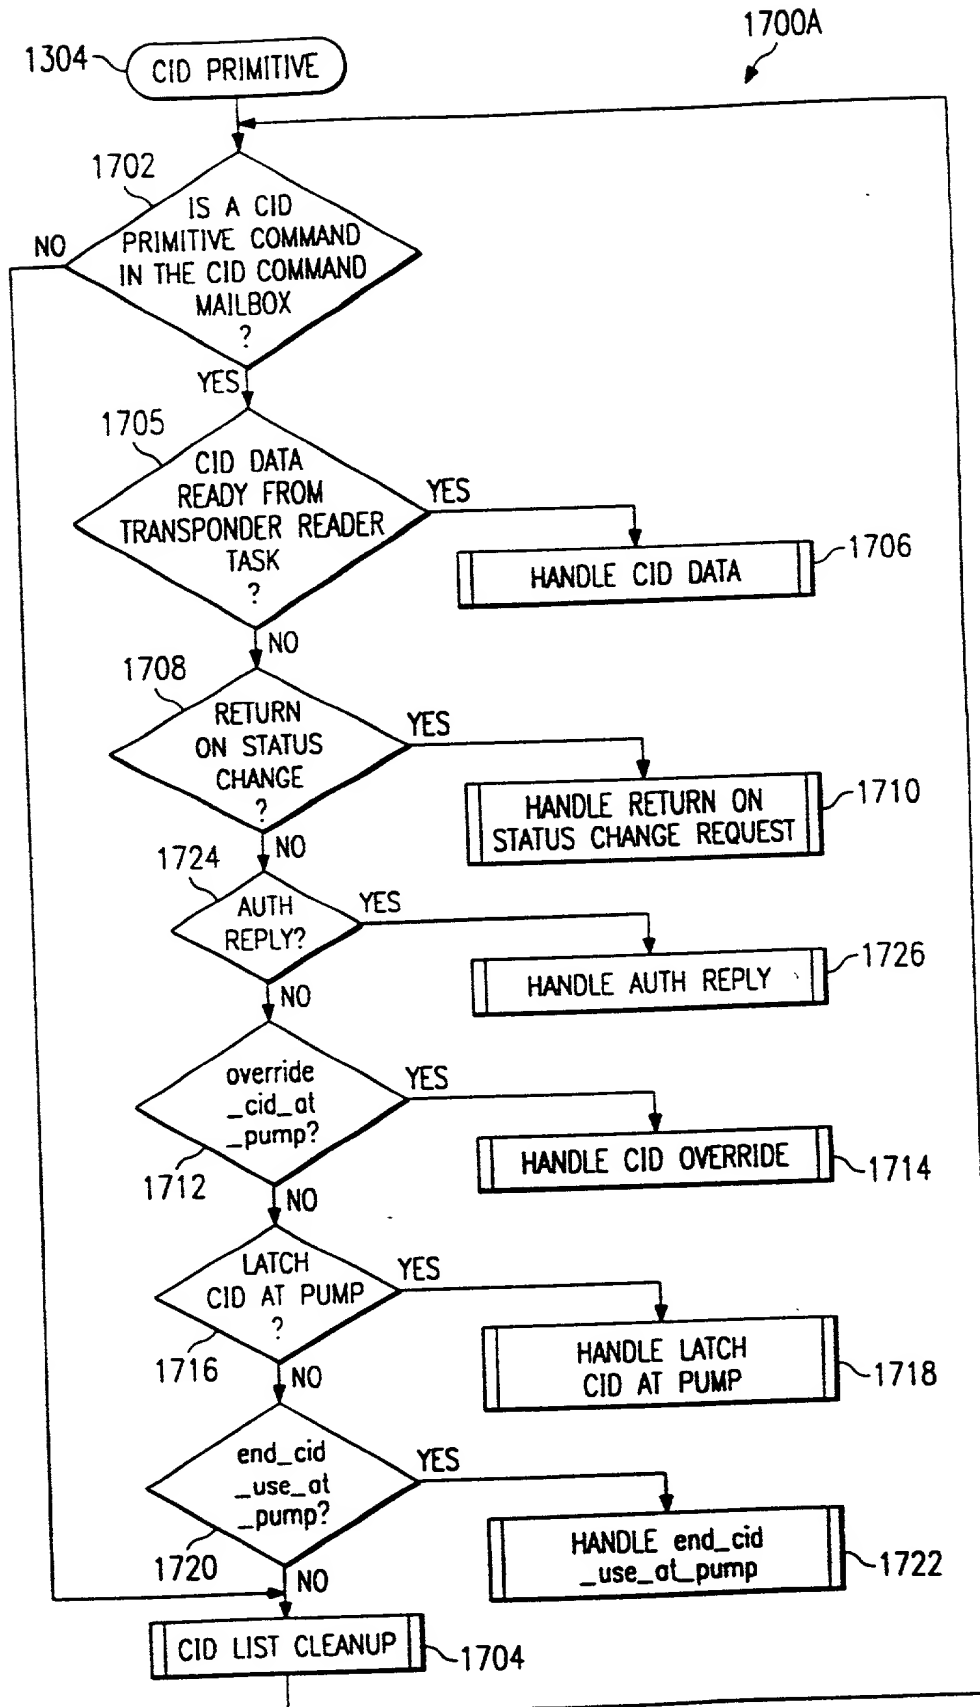 1700A
1304
CID PRIMITIVE
1702
IS A CID
PRIMITIVE COMMAND
IN THE CID COMMAND
MAILBOX
?
NO
YES
1705
CID DATA
READY FROM
TRANSPONDER READER
TASK
?
YES
HANDLE CID DATA
1706
NO
1708
RETURN
ON STATUS
CHANGE
?
YES
HANDLE RETURN ON
STATUS CHANGE REQUEST
1710
NO
1724
AUTH
REPLY?
YES
HANDLE AUTH REPLY
1726
NO
override
_cid_at
_pump?
YES
1712
HANDLE CID OVERRIDE
1714
NO
LATCH
CID AT PUMP
?
YES
1716
HANDLE LATCH
CID AT PUMP
1718
NO
end_cid
_use_at
_pump?
YES
1720
HANDLE end_cid
_use_at_pump
1722
NO
CID LIST CLEANUP
1704